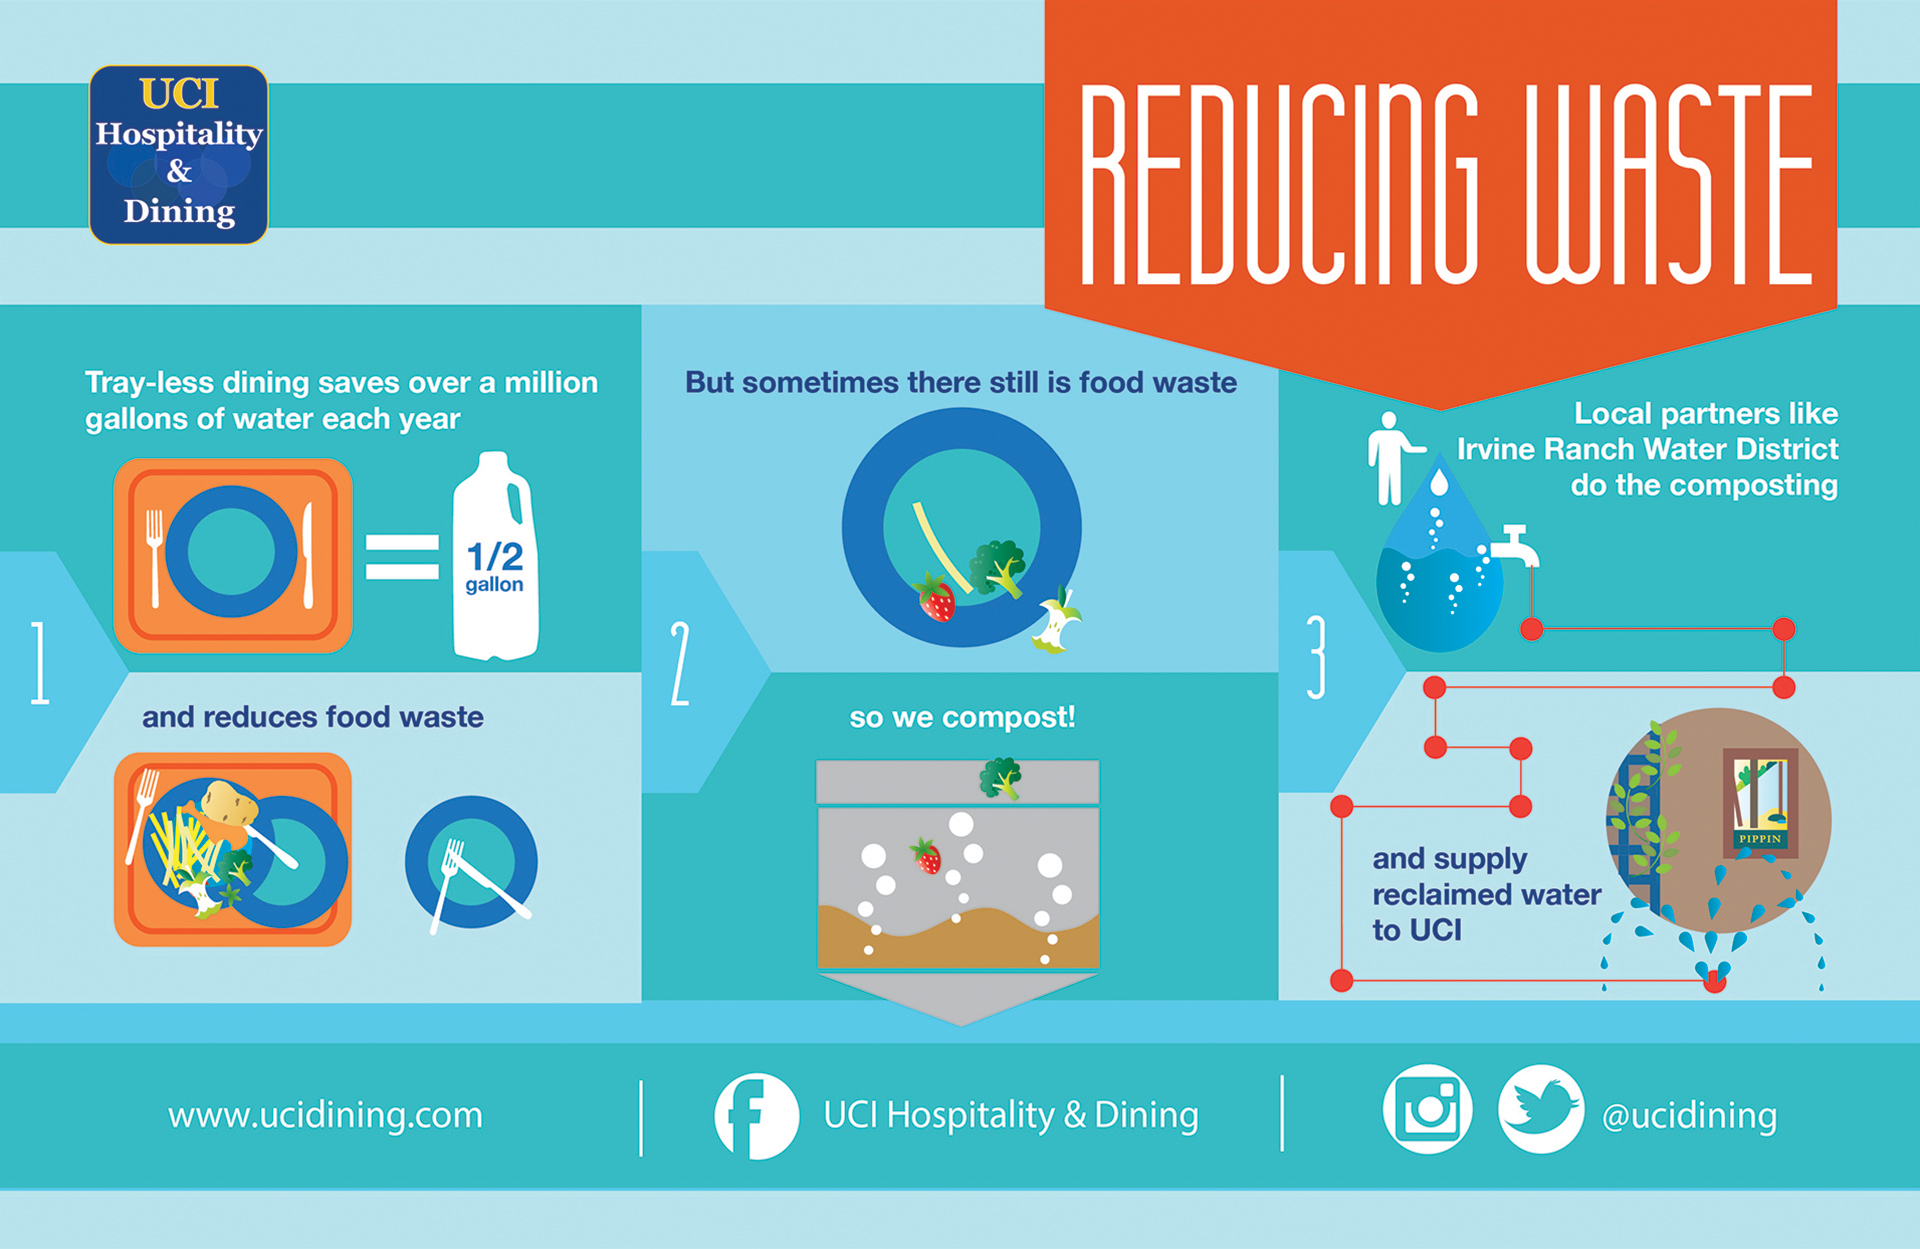 UCI
Hospitality
&
Dining
REDUCING WASTE
1
Tray-less dining saves over a million
gallons of water each year
1/2
gallon
and reduces food waste
2
But sometimes there still is food waste
so we compost!
3
Local partners like
Irvine Ranch Water District
do the composting
and supply
reclaimed water
to UCI
PIPPIN
www.ucidining.com
UCI Hospitality & Dining
@ucidining